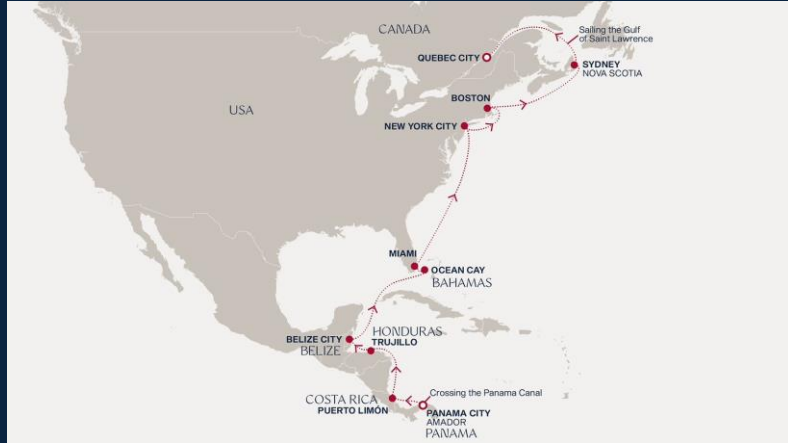 CANADA
Sailing the Gulf
of Saint Lawrence
QUEBEC CITY
SYDNEY
NOVA SCOTIA
BOSTON
USA
NEW YORK CITY
MIAMI
OCEAN CAY
BAHAMAS
HONDURAS
TRUJILLO
BELIZE CITY
BELIZE
Crossing the Panama Canal
COSTA RICA
PUERTO LIMÓN
PANAMA CITY
AMADOR
PANAMA